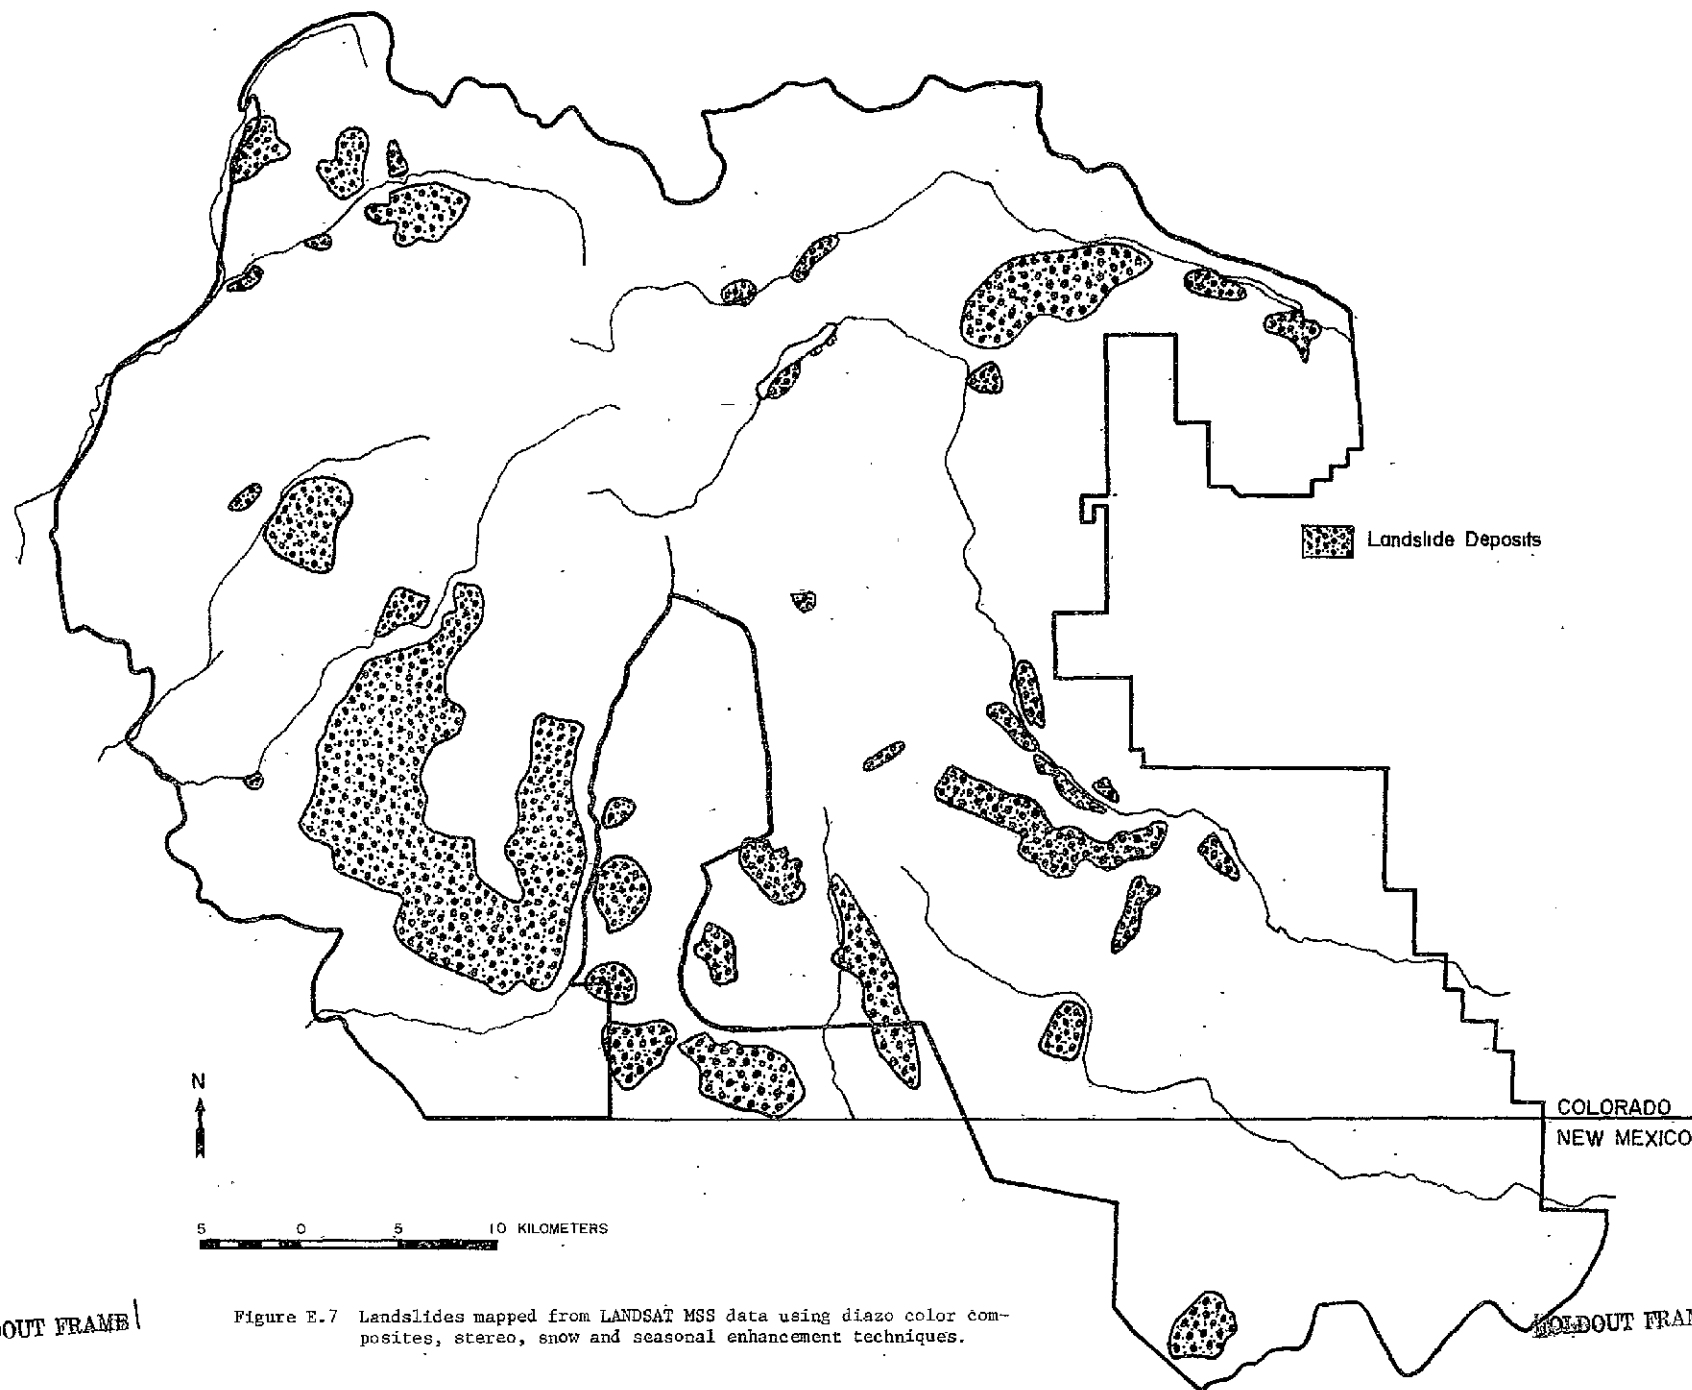 Landslide Deposits
N
COLORADO
NEW MEXICO
5 0 5 10 KILOMETERS
OUT FRAME
Figure E.7 Landslides mapped from LANDSAT MSS data using diazo color com-
posites, stereo, snow and seasonal enhancement techniques.
FOLDOUT FRAM